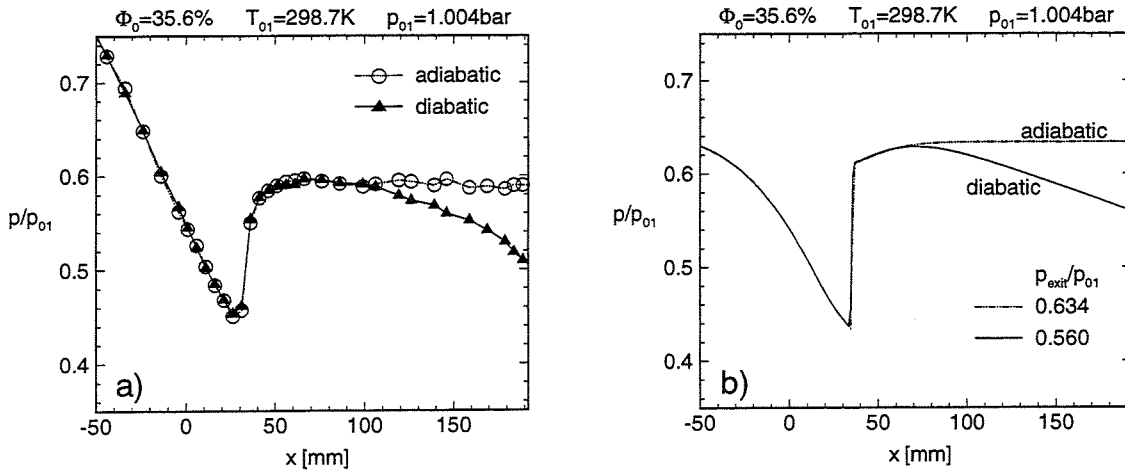 Φ₀=35.6% T₀₁=298.7K p₀₁=1.004bar
adiabatic
diabatic
0.7
0.6
p/p₀₁
0.5
0.4
a)
-50 0 50 100 150
x [mm]
Φ₀=35.6% T₀₁=298.7K p₀₁=1.004bar
0.7
0.6
p/p₀₁
0.5
0.4
adiabatic
diabatic
p_exit/p₀₁
0.634
0.560
b)
-50 0 50 100 150
x [mm]